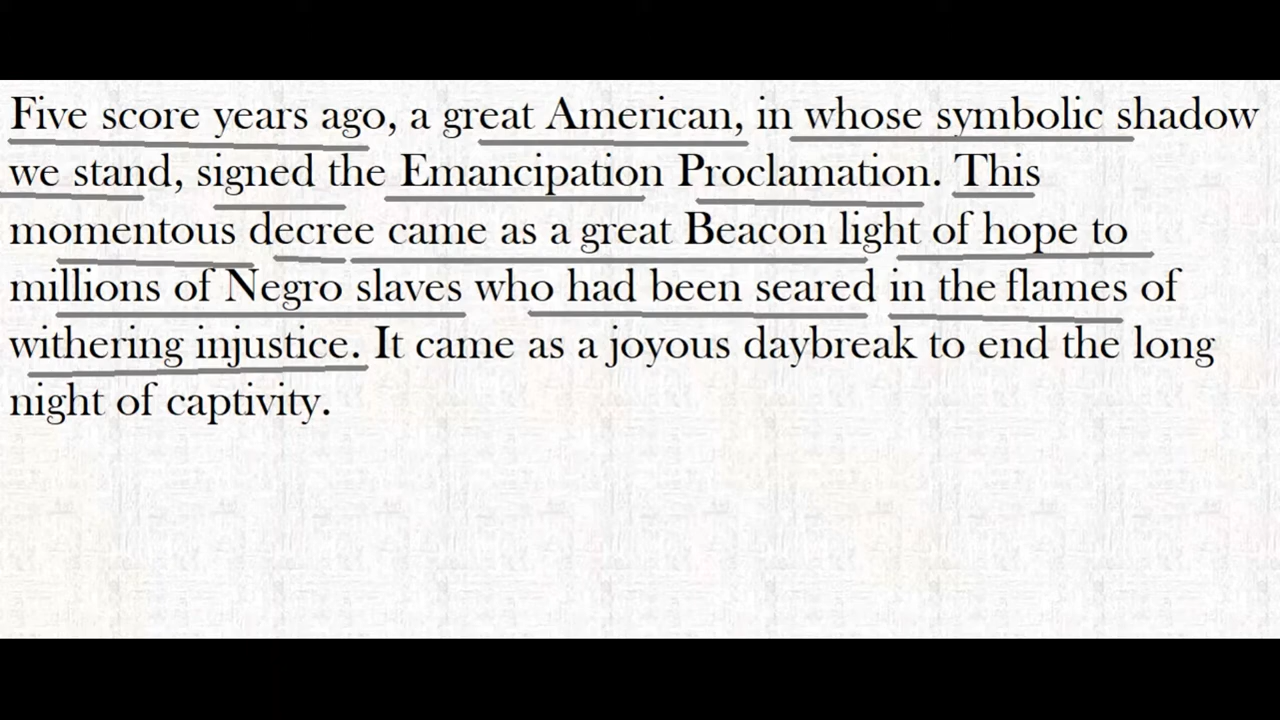 Five score years ago, a great American, in whose symbolic shadow
we stand, signed the Emancipation Proclamation. This
momentous decree came as a great Beacon light of hope to
millions of Negro slaves who had been seared in the flames of
withering injustice. It came as a joyous daybreak to end the long
night of captivity.